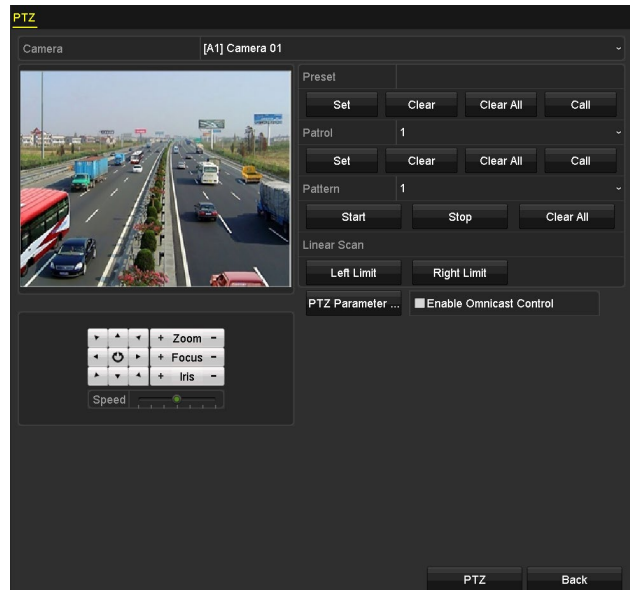 PTZ
Camera [A1] Camera 01
Preset
Set Clear Clear All Call
Patrol 1
Set Clear Clear All Call
Pattern 1
Start Stop Clear All
Linear Scan
Left Limit Right Limit
PTZ Parameter ... Enable Omnicast Control
+ Zoom -
+ Focus -
+ Iris -
Speed
PTZ Back